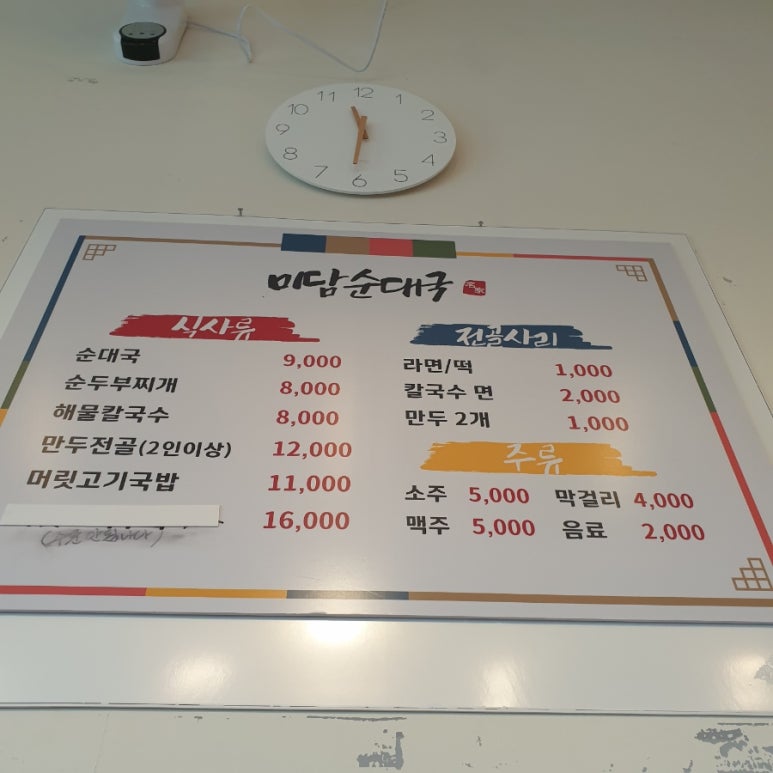 12
11 1
10 2
9 3
8 4
7 5
6
미담순대국
식사류
순대국 9,000
순두부찌개 8,000
해물칼국수 8,000
만두전골(2인이상) 12,000
머릿고기국밥 11,000
16,000
전골사리
라면/떡 1,000
칼국수 면 2,000
만두 2개 1,000
주류
소주 5,000 막걸리 4,000
맥주 5,000 음료 2,000